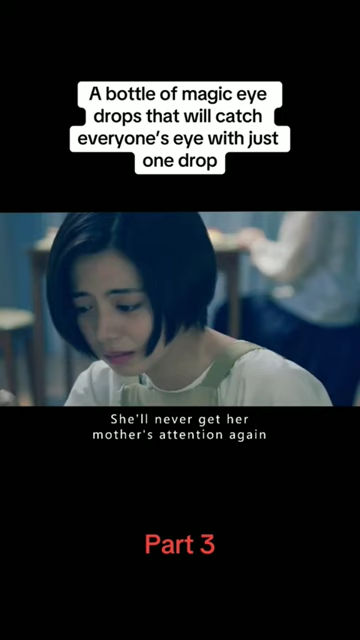 A bottle of magic eye
drops that will catch
everyone's eye with just
one drop
She'll never get her
mother's attention again
Part 3